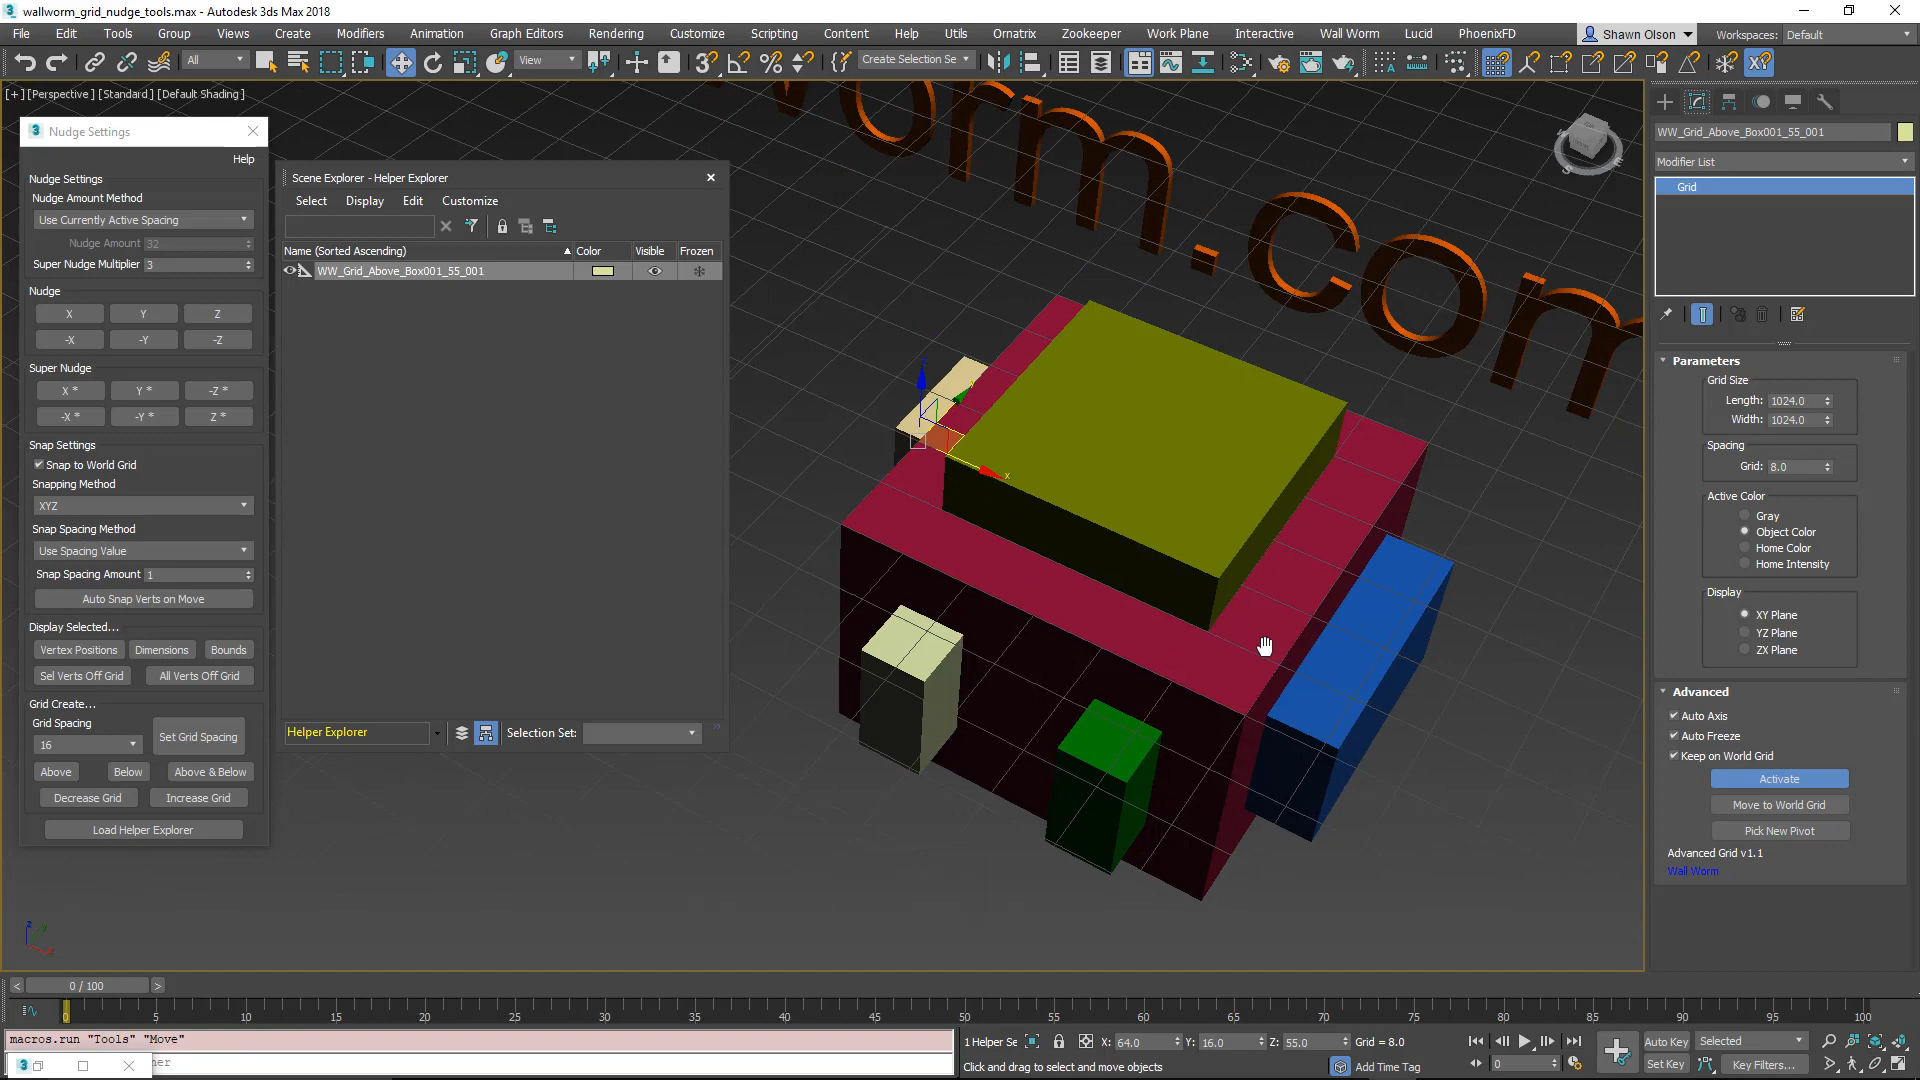 wallworm_grid_nudge_tools.max - Autodesk 3ds Max 2018
File Edit Tools Group Views Create Modifiers Animation Graph Editors Rendering Customize Scripting Content Help Utils Ornatrix Zookeeper Work Plane Interactive Wall Worm Lucid PhoenixFD Shawn Olson Workspaces: Default
All View Create Selection Se
[+] [Perspective] [Standard] [Default Shading]
orm.com
Nudge Settings
Help
Nudge Settings
Nudge Amount Method
Use Currently Active Spacing
Nudge Amount 32
Super Nudge Multiplier 3
Nudge
X Y Z
-X -Y -Z
Super Nudge
X * Y * -Z *
-X * -Y * Z *
Snap Settings
Snap to World Grid
Snapping Method
XYZ
Snap Spacing Method
Use Spacing Value
Snap Spacing Amount 1
Auto Snap Verts on Move
Display Selected...
Vertex Positions Dimensions Bounds
Sel Verts Off Grid All Verts Off Grid
Grid Create...
Grid Spacing
16 Set Grid Spacing
Above Below Above & Below
Decrease Grid Increase Grid
Load Helper Explorer
Scene Explorer - Helper Explorer
Select Display Edit Customize
Name (Sorted Ascending) Color Visible Frozen
WW_Grid_Above_Box001_55_001
Helper Explorer Selection Set:
WW_Grid_Above_Box001_55_001
Modifier List
Grid
Parameters
Grid Size
Length: 1024.0
Width: 1024.0
Spacing
Grid: 8.0
Active Color
Gray
Object Color
Home Color
Home Intensity
Display
XY Plane
YZ Plane
ZX Plane
Advanced
Auto Axis
Auto Freeze
Keep on World Grid
Activate
Move to World Grid
Pick New Pivot
Advanced Grid v1.1
Wall Worm
x
z y x
0 / 100
0 5 10 15 20 25 30 35 40 45 50 55 60 65 70 75 80 85 90 95 100
macros.run "Tools" "Move"
ner
1 Helper Se X: 64.0 Y: 16.0 Z: 55.0 Grid = 8.0
Click and drag to select and move objects
Add Time Tag
0
Auto Key Selected
Set Key Key Filters...